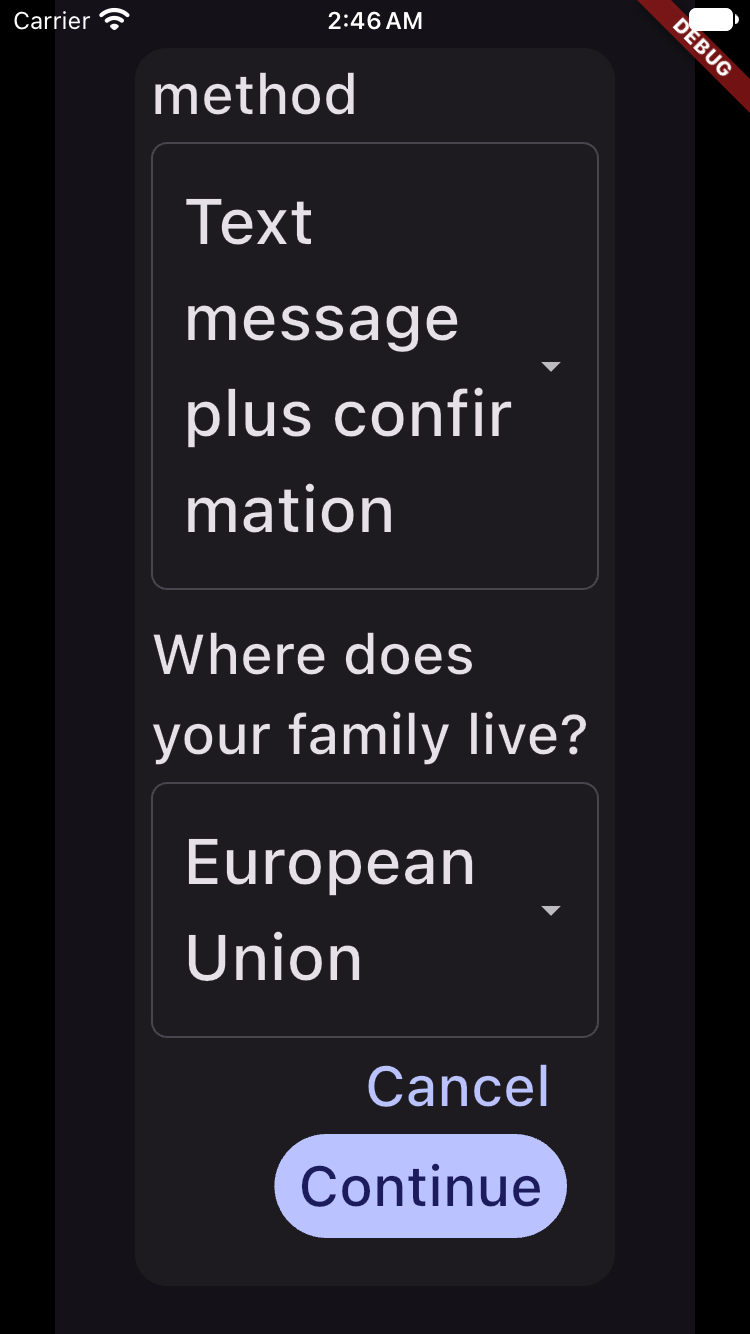 Carrier 2:46 AM
DEBUG
method
Text
message
plus confir
mation
Where does
your family live?
European
Union
Cancel
Continue